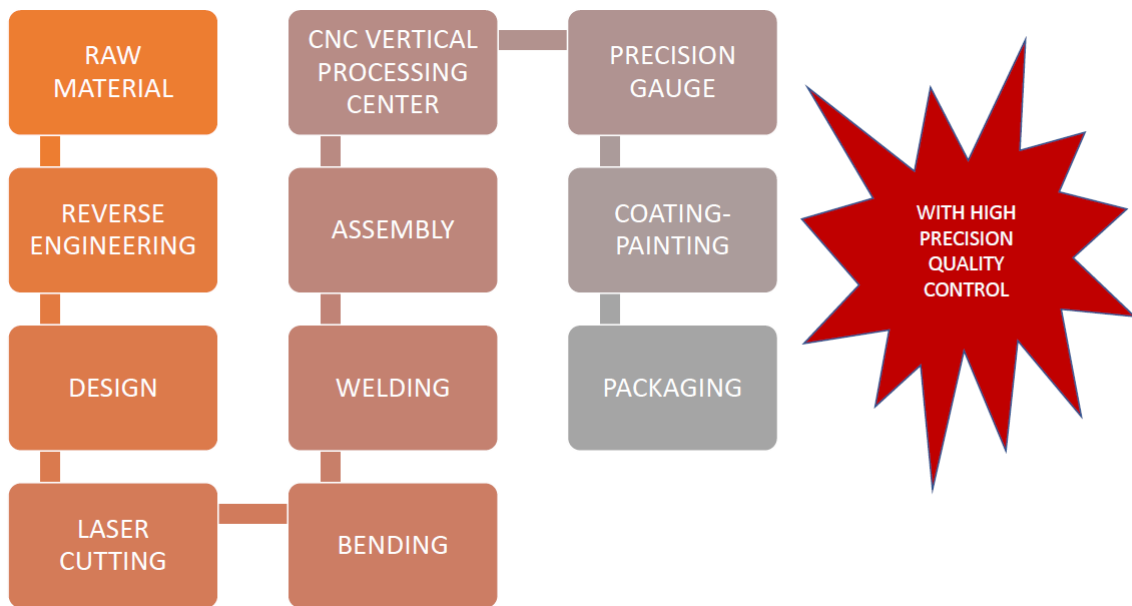 RAW
MATERIAL
REVERSE
ENGINEERING
DESIGN
LASER
CUTTING
BENDING
WELDING
ASSEMBLY
CNC VERTICAL
PROCESSING
CENTER
PRECISION
GAUGE
COATING-
PAINTING
PACKAGING
WITH HIGH
PRECISION
QUALITY
CONTROL